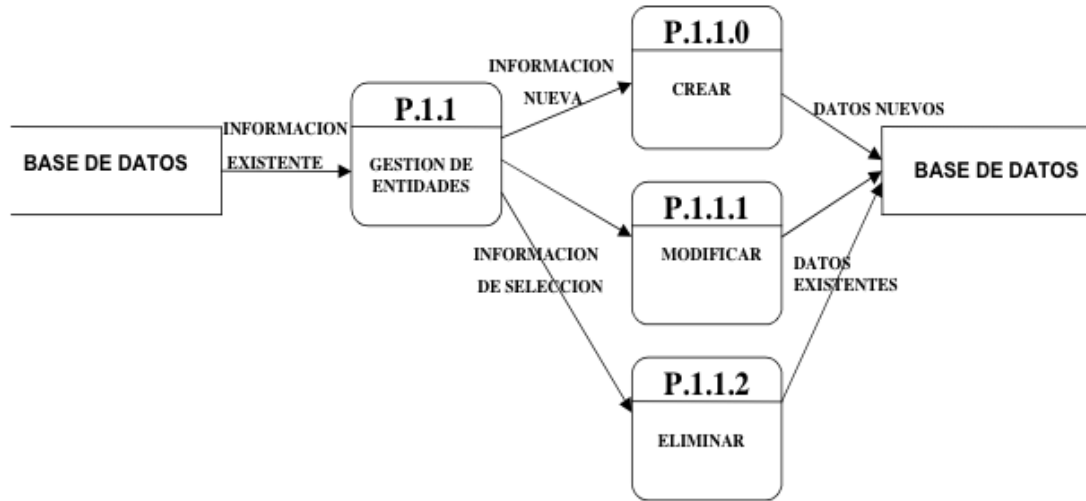 BASE DE DATOS
INFORMACION
EXISTENTE
P.1.1
GESTION DE
ENTIDADES
INFORMACION
NUEVA
INFORMACION
DE SELECCION
P.1.1.0
CREAR
P.1.1.1
MODIFICAR
P.1.1.2
ELIMINAR
DATOS NUEVOS
DATOS
EXISTENTES
BASE DE DATOS